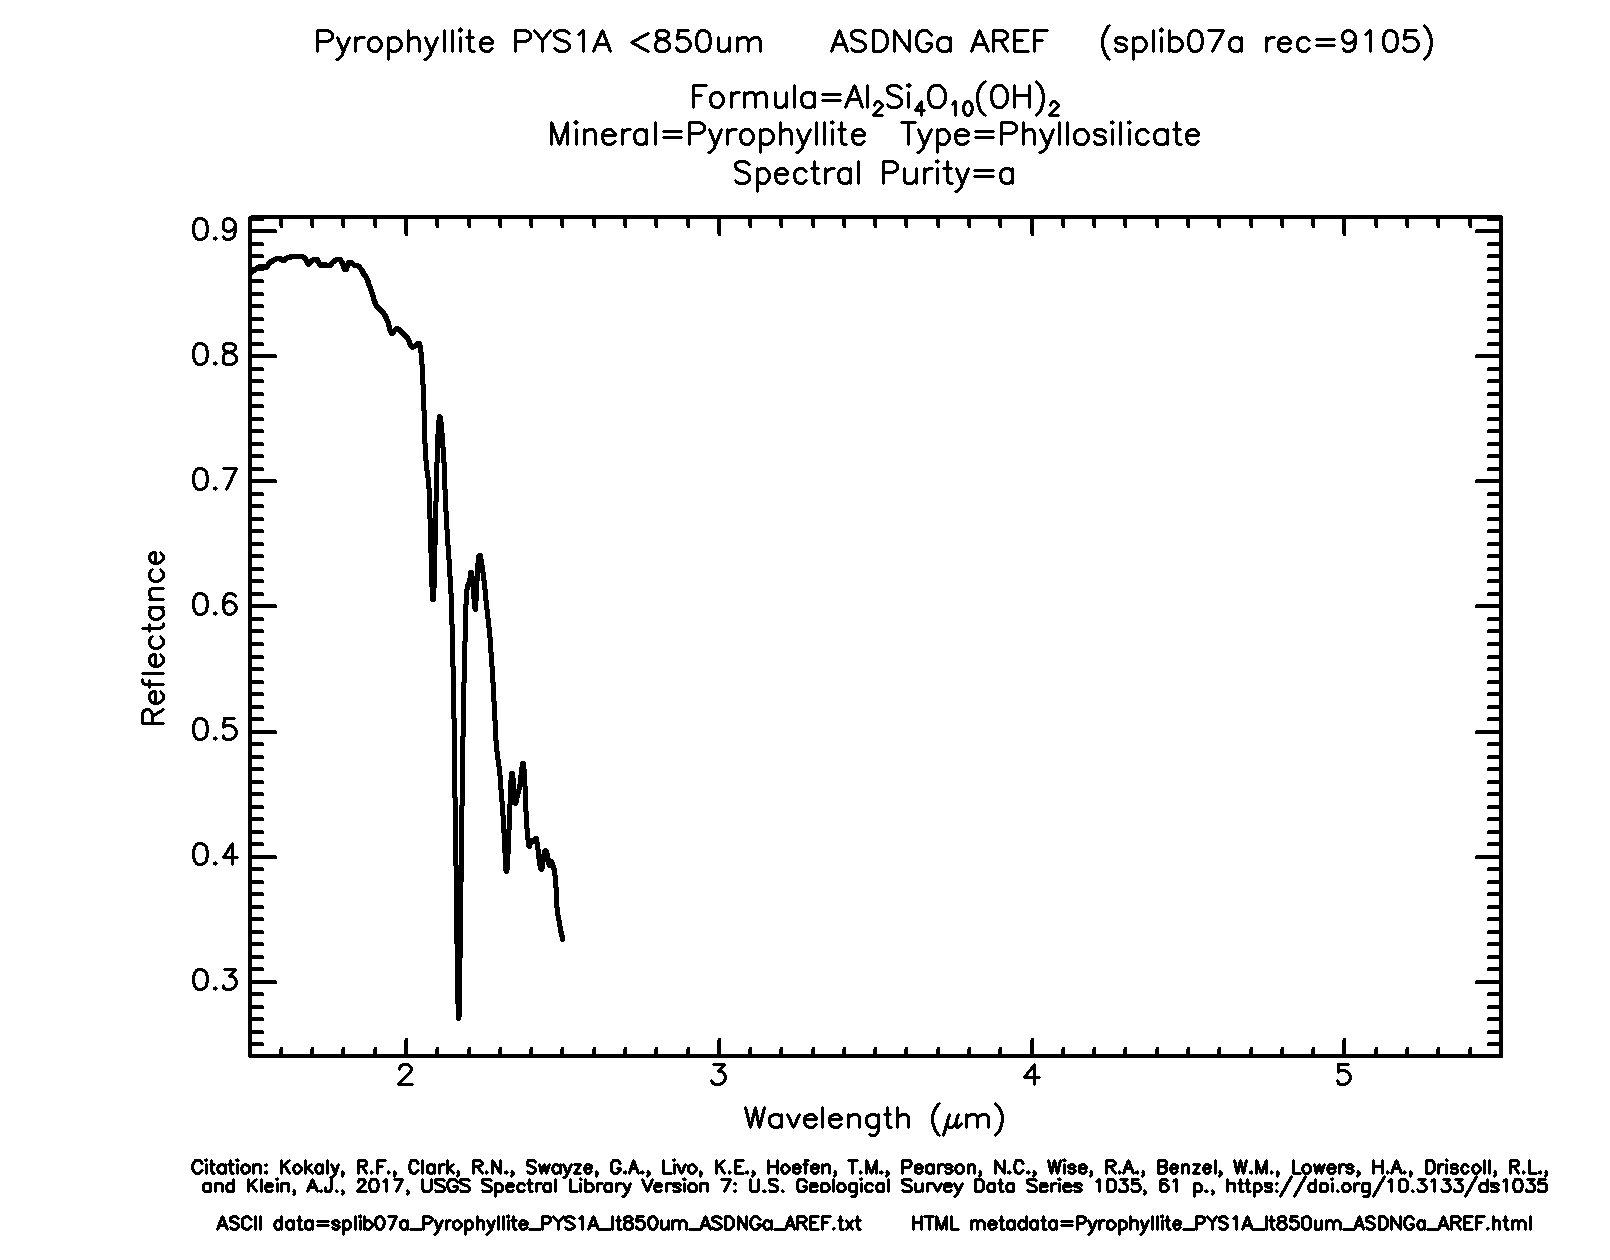 Pyrophyllite PYS1A <850um ASDNGa AREF (splib07a rec=9105)
Formula=Al₂Si₄O₁₀(OH)₂
Mineral=Pyrophyllite Type=Phyllosilicate
Spectral Purity=a
0.9
0.8
0.7
0.6
0.5
0.4
0.3
Reflectance
2 3 4 5
Wavelength (μm)
Citation: Kokaly, R.F., Clark, R.N., Swayze, G.A., Livo, K.E., Hoefen, T.M., Pearson, N.C., Wise, R.A., Benzel, W.M., Lowers, H.A., Driscoll, R.L.,
and Klein, A.J., 2017, USGS Spectral Library Version 7: U.S. Geological Survey Data Series 1035, 61 p., https://doi.org/10.3133/ds1035
ASCII data=splib07a_Pyrophyllite_PYS1A_lt850um_ASDNGa_AREF.txt HTML metadata=Pyrophyllite_PYS1A_lt850um_ASDNGa_AREF.html